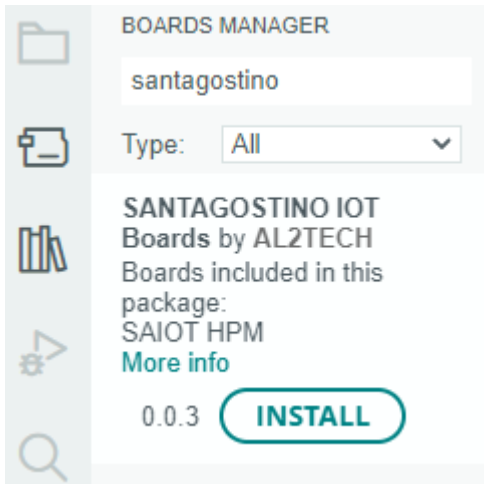 BOARDS MANAGER
santagostino
Type: All
SANTAGOSTINO IOT
Boards by AL2TECH
Boards included in this
package:
SAIOT HPM
More info
0.0.3 INSTALL